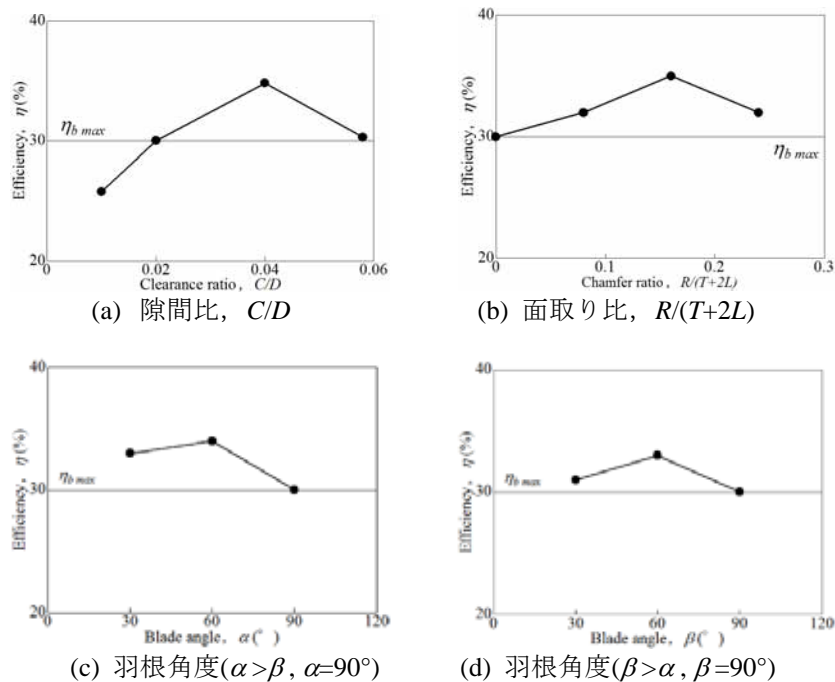 40
Efficiency, η(%)
η_b max
30
20
0
0.02
0.04
0.06
Clearance ratio, C/D
(a) 隙間比, C/D
40
Efficiency, η(%)
30
η_b max
20
0
0.1
0.2
0.3
Chamfer ratio, R/(T+2L)
(b) 面取り比, R/(T+2L)
40
Efficiency, η(%)
η_b max
30
20
0
30
60
90
120
Blade angle, α(°)
(c) 羽根角度(α>β, α=90°)
40
Efficiency, η(%)
η_b max
30
20
0
30
60
90
120
Blade angle, β(°)
(d) 羽根角度(β>α, β=90°)